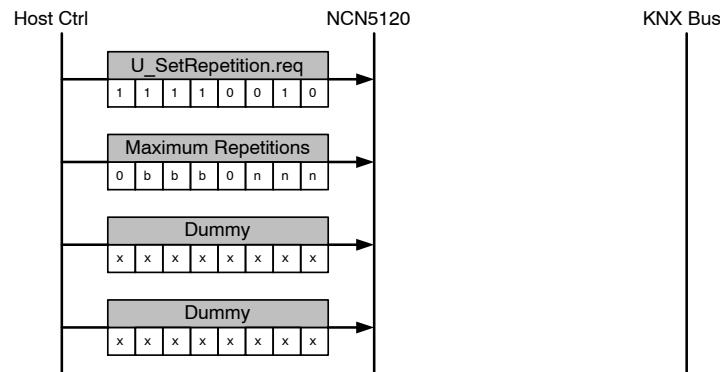 Host Ctrl NCN5120 KNX Bus
U_SetRepetition.req
1 1 1 1 0 0 1 0
Maximum Repetitions
0 b b b 0 n n n
Dummy
x x x x x x x x
Dummy
x x x x x x x x